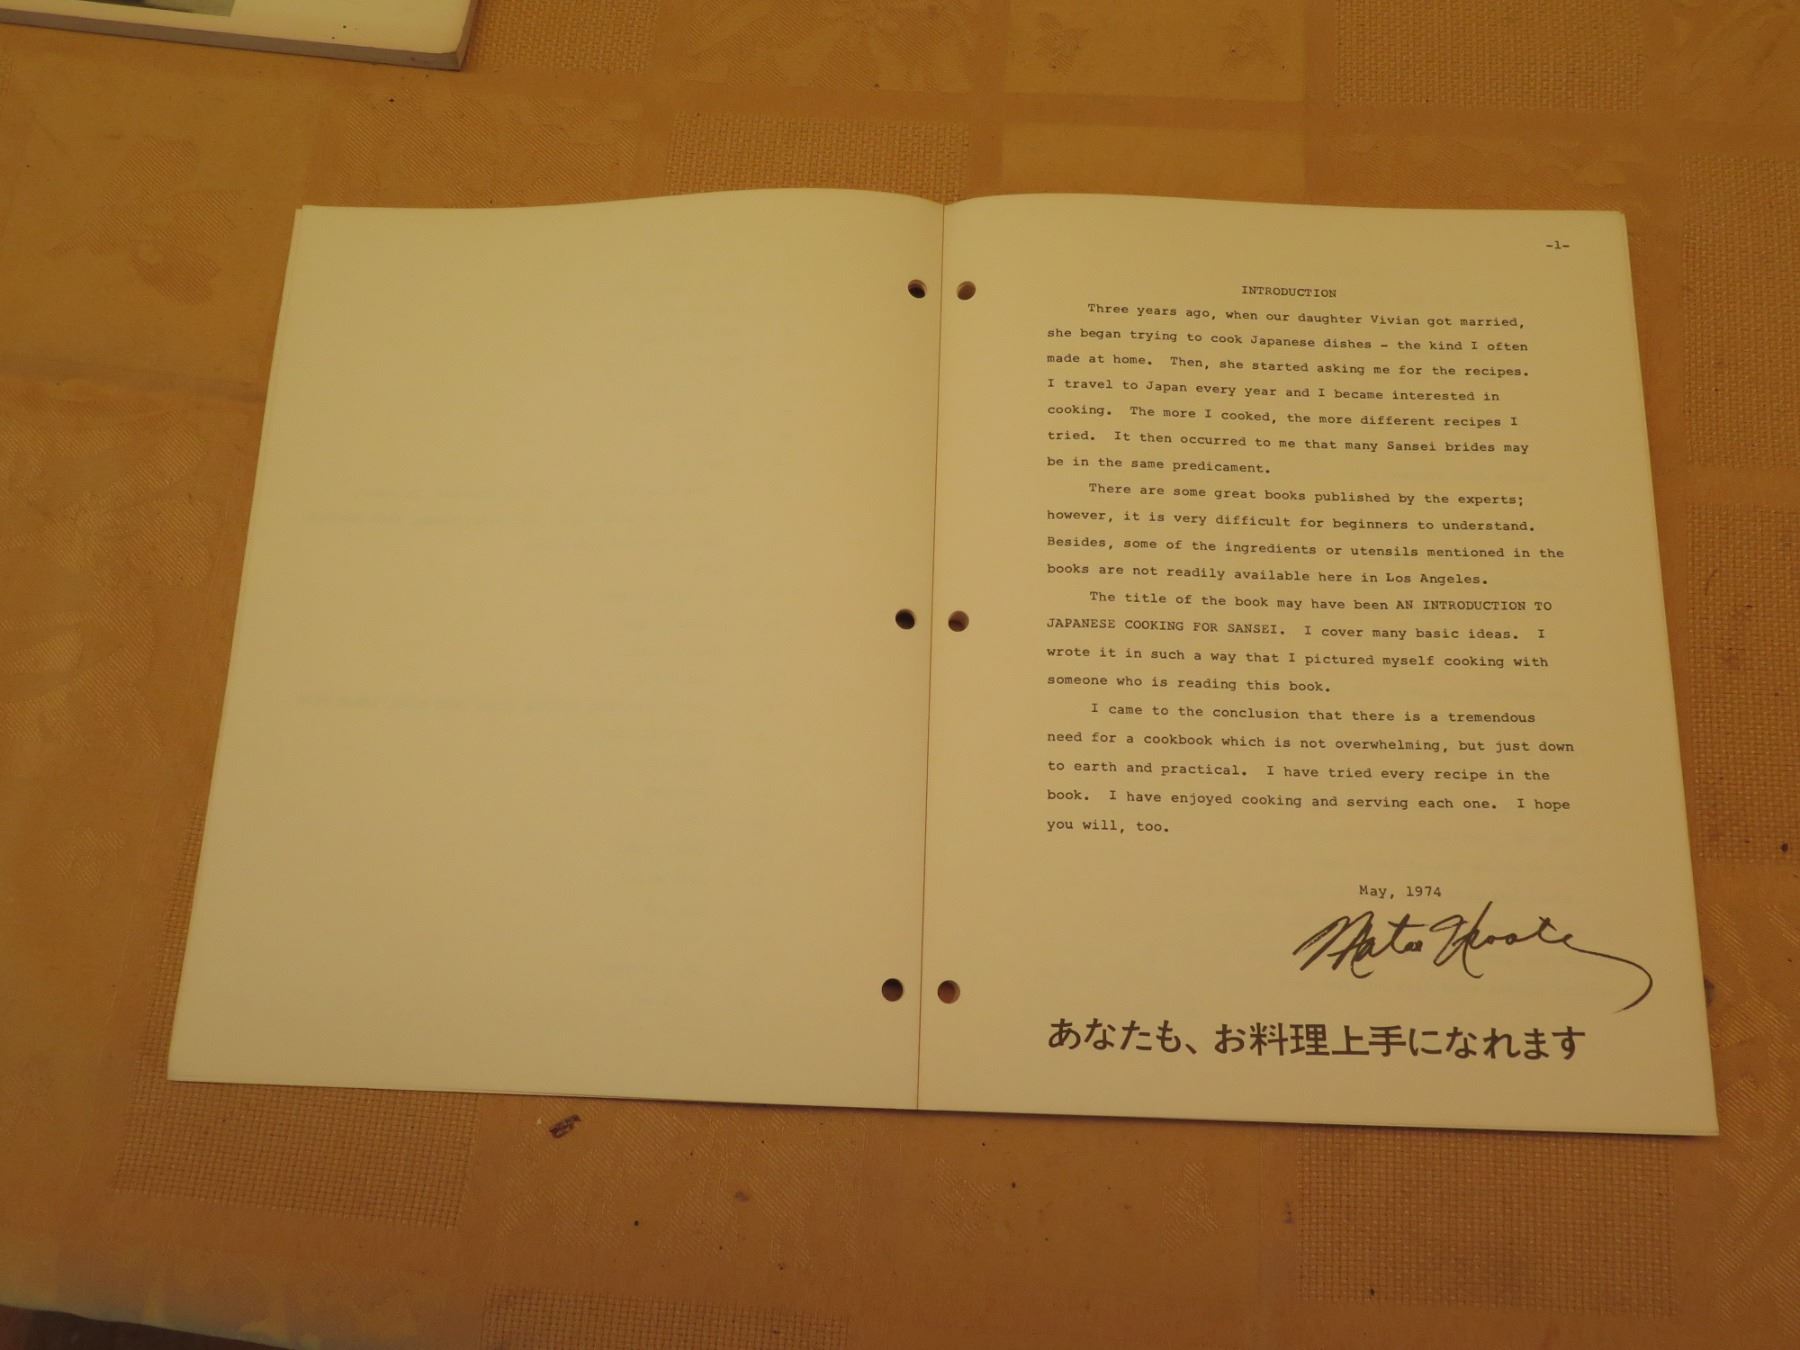 -1-
INTRODUCTION
Three years ago, when our daughter Vivian got married,
she began trying to cook Japanese dishes - the kind I often
made at home. Then, she started asking me for the recipes.
I travel to Japan every year and I became interested in
cooking. The more I cooked, the more different recipes I
tried. It then occurred to me that many Sansei brides may
be in the same predicament.
There are some great books published by the experts;
however, it is very difficult for beginners to understand.
Besides, some of the ingredients or utensils mentioned in the
books are not readily available here in Los Angeles.
The title of the book may have been AN INTRODUCTION TO
JAPANESE COOKING FOR SANSEI. I cover many basic ideas. I
wrote it in such a way that I pictured myself cooking with
someone who is reading this book.
I came to the conclusion that there is a tremendous
need for a cookbook which is not overwhelming, but just down
to earth and practical. I have tried every recipe in the
book. I have enjoyed cooking and serving each one. I hope
you will, too.
May, 1974
あなたも、お料理上手になれます